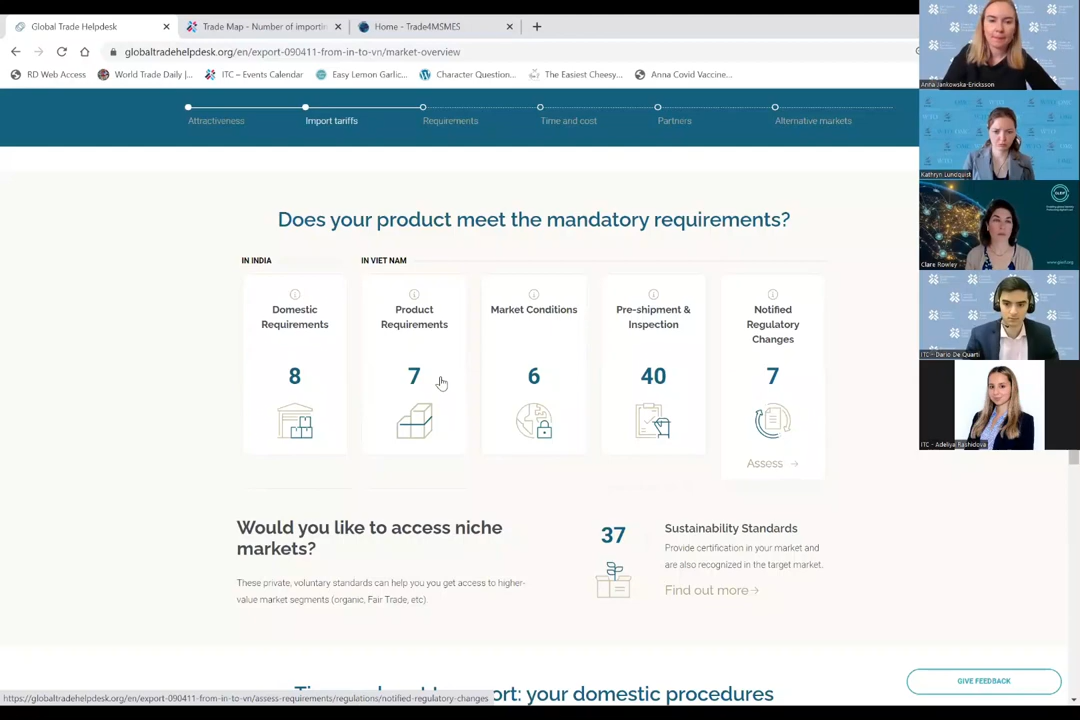 Global Trade Helpdesk
Trade Map - Number of importin
Home - Trade4MSMES
globaltradehelpdesk.org/en/export-090411-from-in-to-vn/market-overview
RD Web Access
World Trade Daily |...
ITC – Events Calendar
Easy Lemon Garlic...
Character Question...
The Easiest Cheesy...
Anna Covid Vaccine...
Attractiveness
Import tariffs
Requirements
Time and cost
Partners
Alternative markets
Does your product meet the mandatory requirements?
IN INDIA
IN VIET NAM
Domestic
Requirements
8
Product
Requirements
7
Market Conditions
6
Pre-shipment &
Inspection
40
Notified
Regulatory
Changes
7
Assess →
Would you like to access niche
markets?
These private, voluntary standards can help you you get access to higher-
value market segments (organic, Fair Trade, etc).
37
Sustainability Standards
Provide certification in your market and
are also recognized in the target market.
Find out more→
GIVE FEEDBACK
https://globaltradehelpdesk.org/en/export-090411-from-in-to-vn/assess-requirements/regulations/notified-regulatory-changes
port: your domestic procedures
Anna Jankowska-Ericksson
Kathryn Lundquist
Clare Rowley
ITC – Dario De Quarti
ITC – Adeliya Rashidova